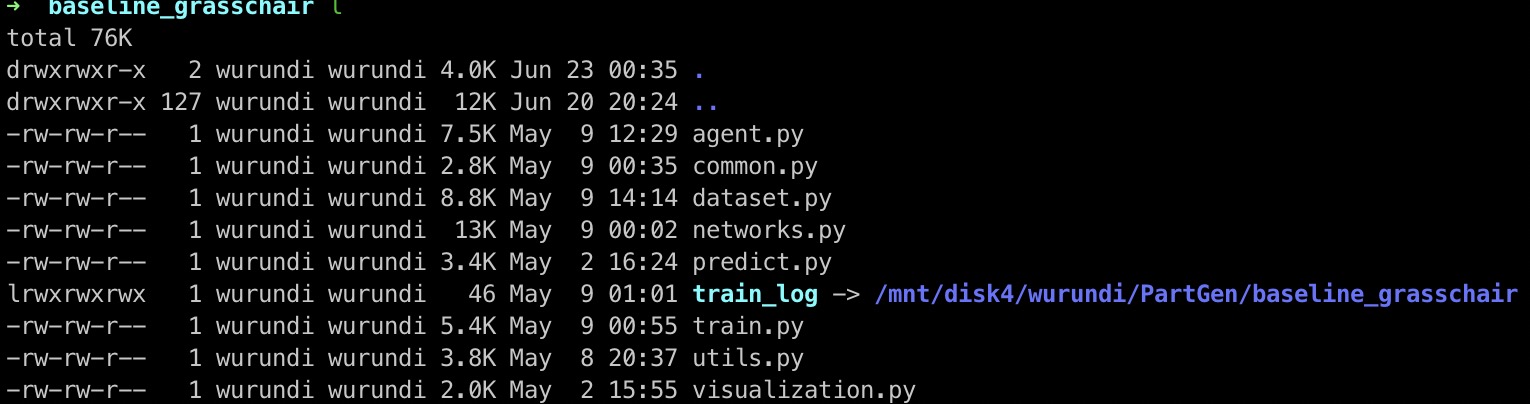 →  baseline_grasschair l
total 76K
drwxrwxr-x   2 wurundi wurundi 4.0K Jun 23 00:35 .
drwxrwxr-x 127 wurundi wurundi  12K Jun 20 20:24 ..
-rw-rw-r--   1 wurundi wurundi 7.5K May  9 12:29 agent.py
-rw-rw-r--   1 wurundi wurundi 2.8K May  9 00:35 common.py
-rw-rw-r--   1 wurundi wurundi 8.8K May  9 14:14 dataset.py
-rw-rw-r--   1 wurundi wurundi  13K May  9 00:02 networks.py
-rw-rw-r--   1 wurundi wurundi 3.4K May  2 16:24 predict.py
lrwxrwxrwx   1 wurundi wurundi   46 May  9 01:01 train_log -> /mnt/disk4/wurundi/PartGen/baseline_grasschair
-rw-rw-r--   1 wurundi wurundi 5.4K May  9 00:55 train.py
-rw-rw-r--   1 wurundi wurundi 3.8K May  8 20:37 utils.py
-rw-rw-r--   1 wurundi wurundi 2.0K May  2 15:55 visualization.py